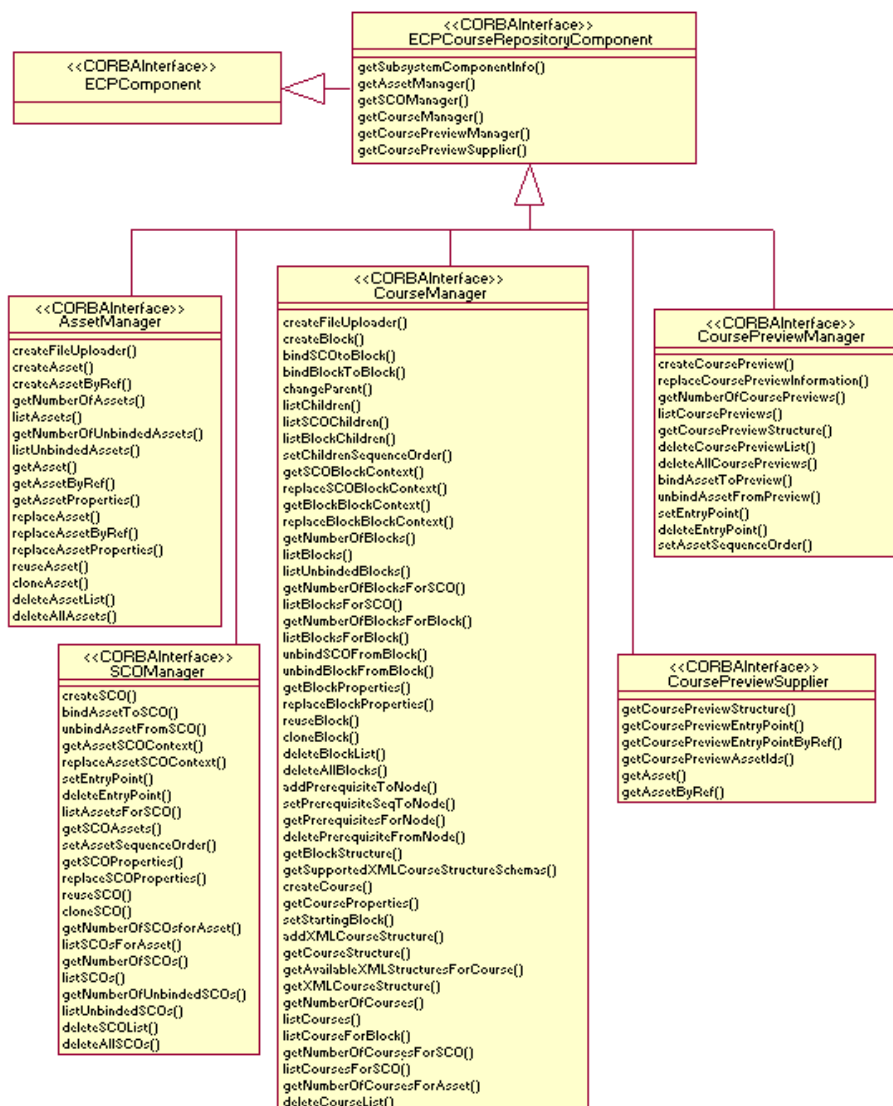 <<CORBAInterface>>
ECPComponent
<<CORBAInterface>>
ECPCourseRepositoryComponent
getSubsystemComponentInfo()
getAssetManager()
getSCOManager()
getCourseManager()
getCoursePreviewManager()
getCoursePreviewSupplier()
<<CORBAInterface>>
AssetManager
createFileUploader()
createAsset()
createAssetByRef()
getNumberOfAssets()
listAssets()
getNumberOfUnbindedAssets()
listUnbindedAssets()
getAsset()
getAssetByRef()
getAssetProperties()
replaceAsset()
replaceAssetByRef()
replaceAssetProperties()
reuseAsset()
cloneAsset()
deleteAssetList()
deleteAllAssets()
<<CORBAInterface>>
SCOManager
createSCO()
bindAssetToSCO()
unbindAssetFromSCO()
getAssetSCOContext()
replaceAssetSCOContext()
setEntryPoint()
deleteEntryPoint()
listAssetsForSCO()
getSCOAssets()
setAssetSequenceOrder()
getSCOProperties()
replaceSCOProperties()
reuseSCO()
cloneSCO()
getNumberOfSCOsforAsset()
listSCOsForAsset()
getNumberOfSCOs()
listSCOs()
getNumberOfUnbindedSCOs()
listUnbindedSCOs()
deleteSCOList()
deleteAllSCOs()
<<CORBAInterface>>
CourseManager
createFileUploader()
createBlock()
bindSCOtoBlock()
bindBlockToBlock()
changeParent()
listChildren()
listSCOChildren()
listBlockChildren()
setChildrenSequenceOrder()
getSCOBlockContext()
replaceSCOBlockContext()
getBlockBlockContext()
replaceBlockBlockContext()
getNumberOfBlocks()
listBlocks()
listUnbindedBlocks()
getNumberOfBlocksForSCO()
listBlocksForSCO()
getNumberOfBlocksForBlock()
listBlocksForBlock()
unbindSCOFromBlock()
unbindBlockFromBlock()
getBlockProperties()
replaceBlockProperties()
reuseBlock()
cloneBlock()
deleteBlockList()
deleteAllBlocks()
addPrerequisiteToNode()
setPrerequisiteSeqToNode()
getPrerequisitesForNode()
deletePrerequisiteFromNode()
getBlockStructure()
getSupportedXMLCourseStructureSchemas()
createCourse()
getCourseProperties()
setStartingBlock()
addXMLCourseStructure()
getCourseStructure()
getAvailableXMLStructuresForCourse()
getXMLCourseStructure()
getNumberOfCourses()
listCourses()
listCourseForBlock()
getNumberOfCoursesForSCO()
listCoursesForSCO()
getNumberOfCoursesForAsset()
deleteCourseList()
<<CORBAInterface>>
CoursePreviewManager
createCoursePreview()
replaceCoursePreviewInformation()
getNumberOfCoursePreviews()
listCoursePreviews()
getCoursePreviewStructure()
deleteCoursePreviewList()
deleteAllCoursePreviews()
bindAssetToPreview()
unbindAssetFromPreview()
setEntryPoint()
deleteEntryPoint()
setAssetSequenceOrder()
<<CORBAInterface>>
CoursePreviewSupplier
getCoursePreviewStructure()
getCoursePreviewEntryPoint()
getCoursePreviewEntryPointByRef()
getCoursePreviewAssetIds()
getAsset()
getAssetByRef()